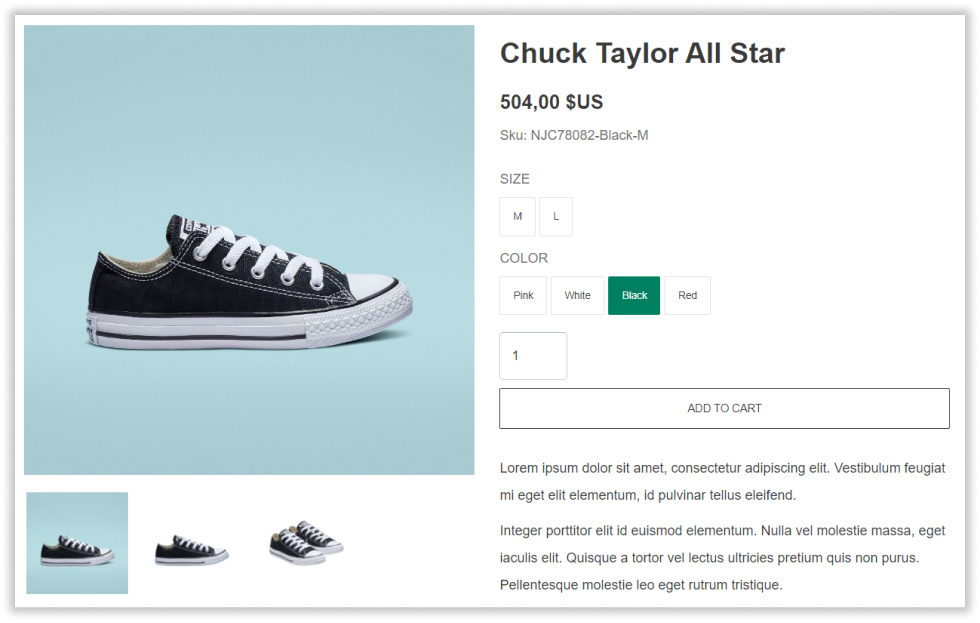 Chuck Taylor All Star
504,00 $US
Sku: NJC78082-Black-M
SIZE
M L
COLOR
Pink White Black Red
1
ADD TO CART
Lorem ipsum dolor sit amet, consectetur adipiscing elit. Vestibulum feugiat
mi eget elit elementum, id pulvinar tellus eleifend.
Integer porttitor elit id euismod elementum. Nulla vel molestie massa, eget
iaculis elit. Quisque a tortor vel lectus ultricies pretium quis non purus.
Pellentesque molestie leo eget rutrum tristique.